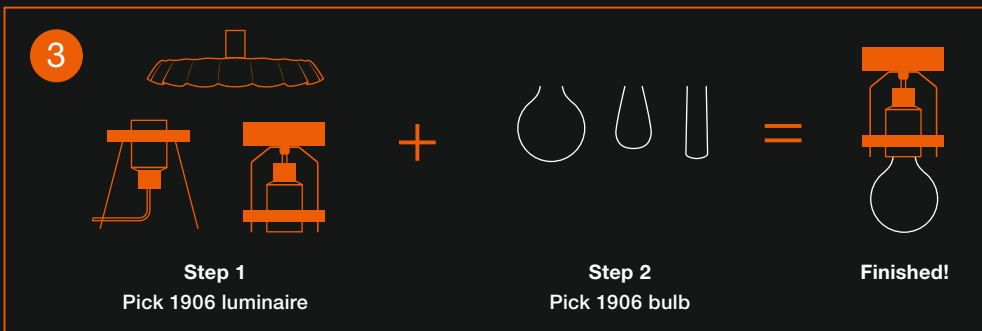 3
Step 1
Pick 1906 luminaire
+
Step 2
Pick 1906 bulb
=
Finished!